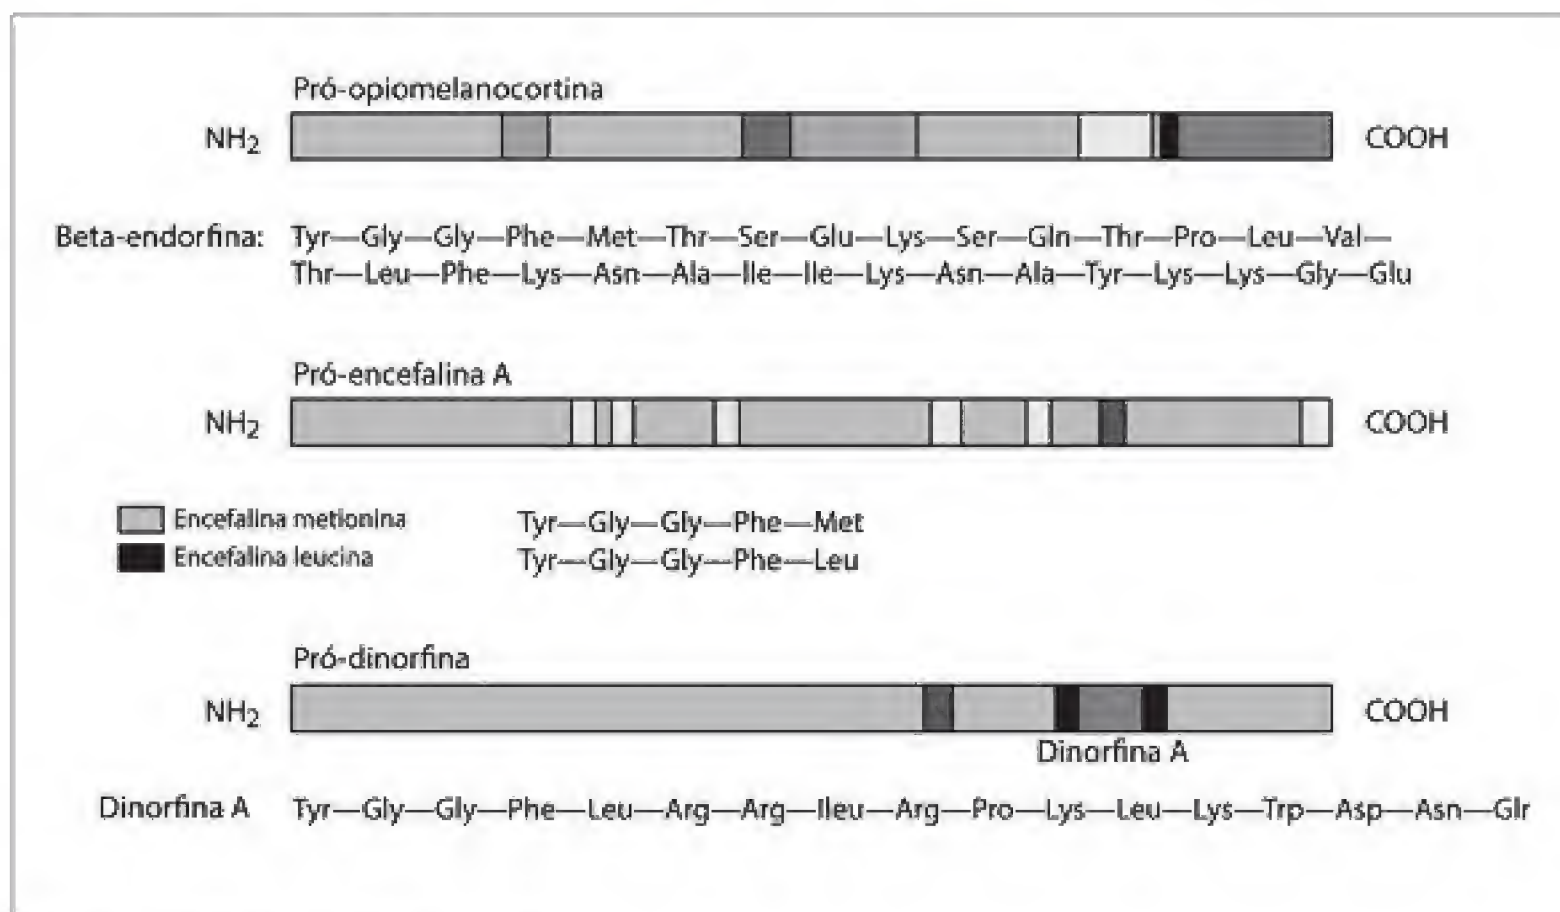 Pró-opiomelanocortina
NH2 COOH
Beta-endorfina: Tyr—Gly—Gly—Phe—Met—Thr—Ser—Glu—Lys—Ser—Gln—Thr—Pro—Leu—Val—
Thr—Leu—Phe—Lys—Asn—Ala—Ile—Ile—Lys—Asn—Ala—Tyr—Lys—Lys—Gly—Glu
Pró-encefalina A
NH2 COOH
Encefalina metionina Tyr—Gly—Gly—Phe—Met
Encefalina leucina Tyr—Gly—Gly—Phe—Leu
Pró-dinorfina
NH2 COOH
Dinorfina A
Dinorfina A Tyr—Gly—Gly—Phe—Leu—Arg—Arg—Ileu—Arg—Pro—Lys—Leu—Lys—Trp—Asp—Asn—Glr